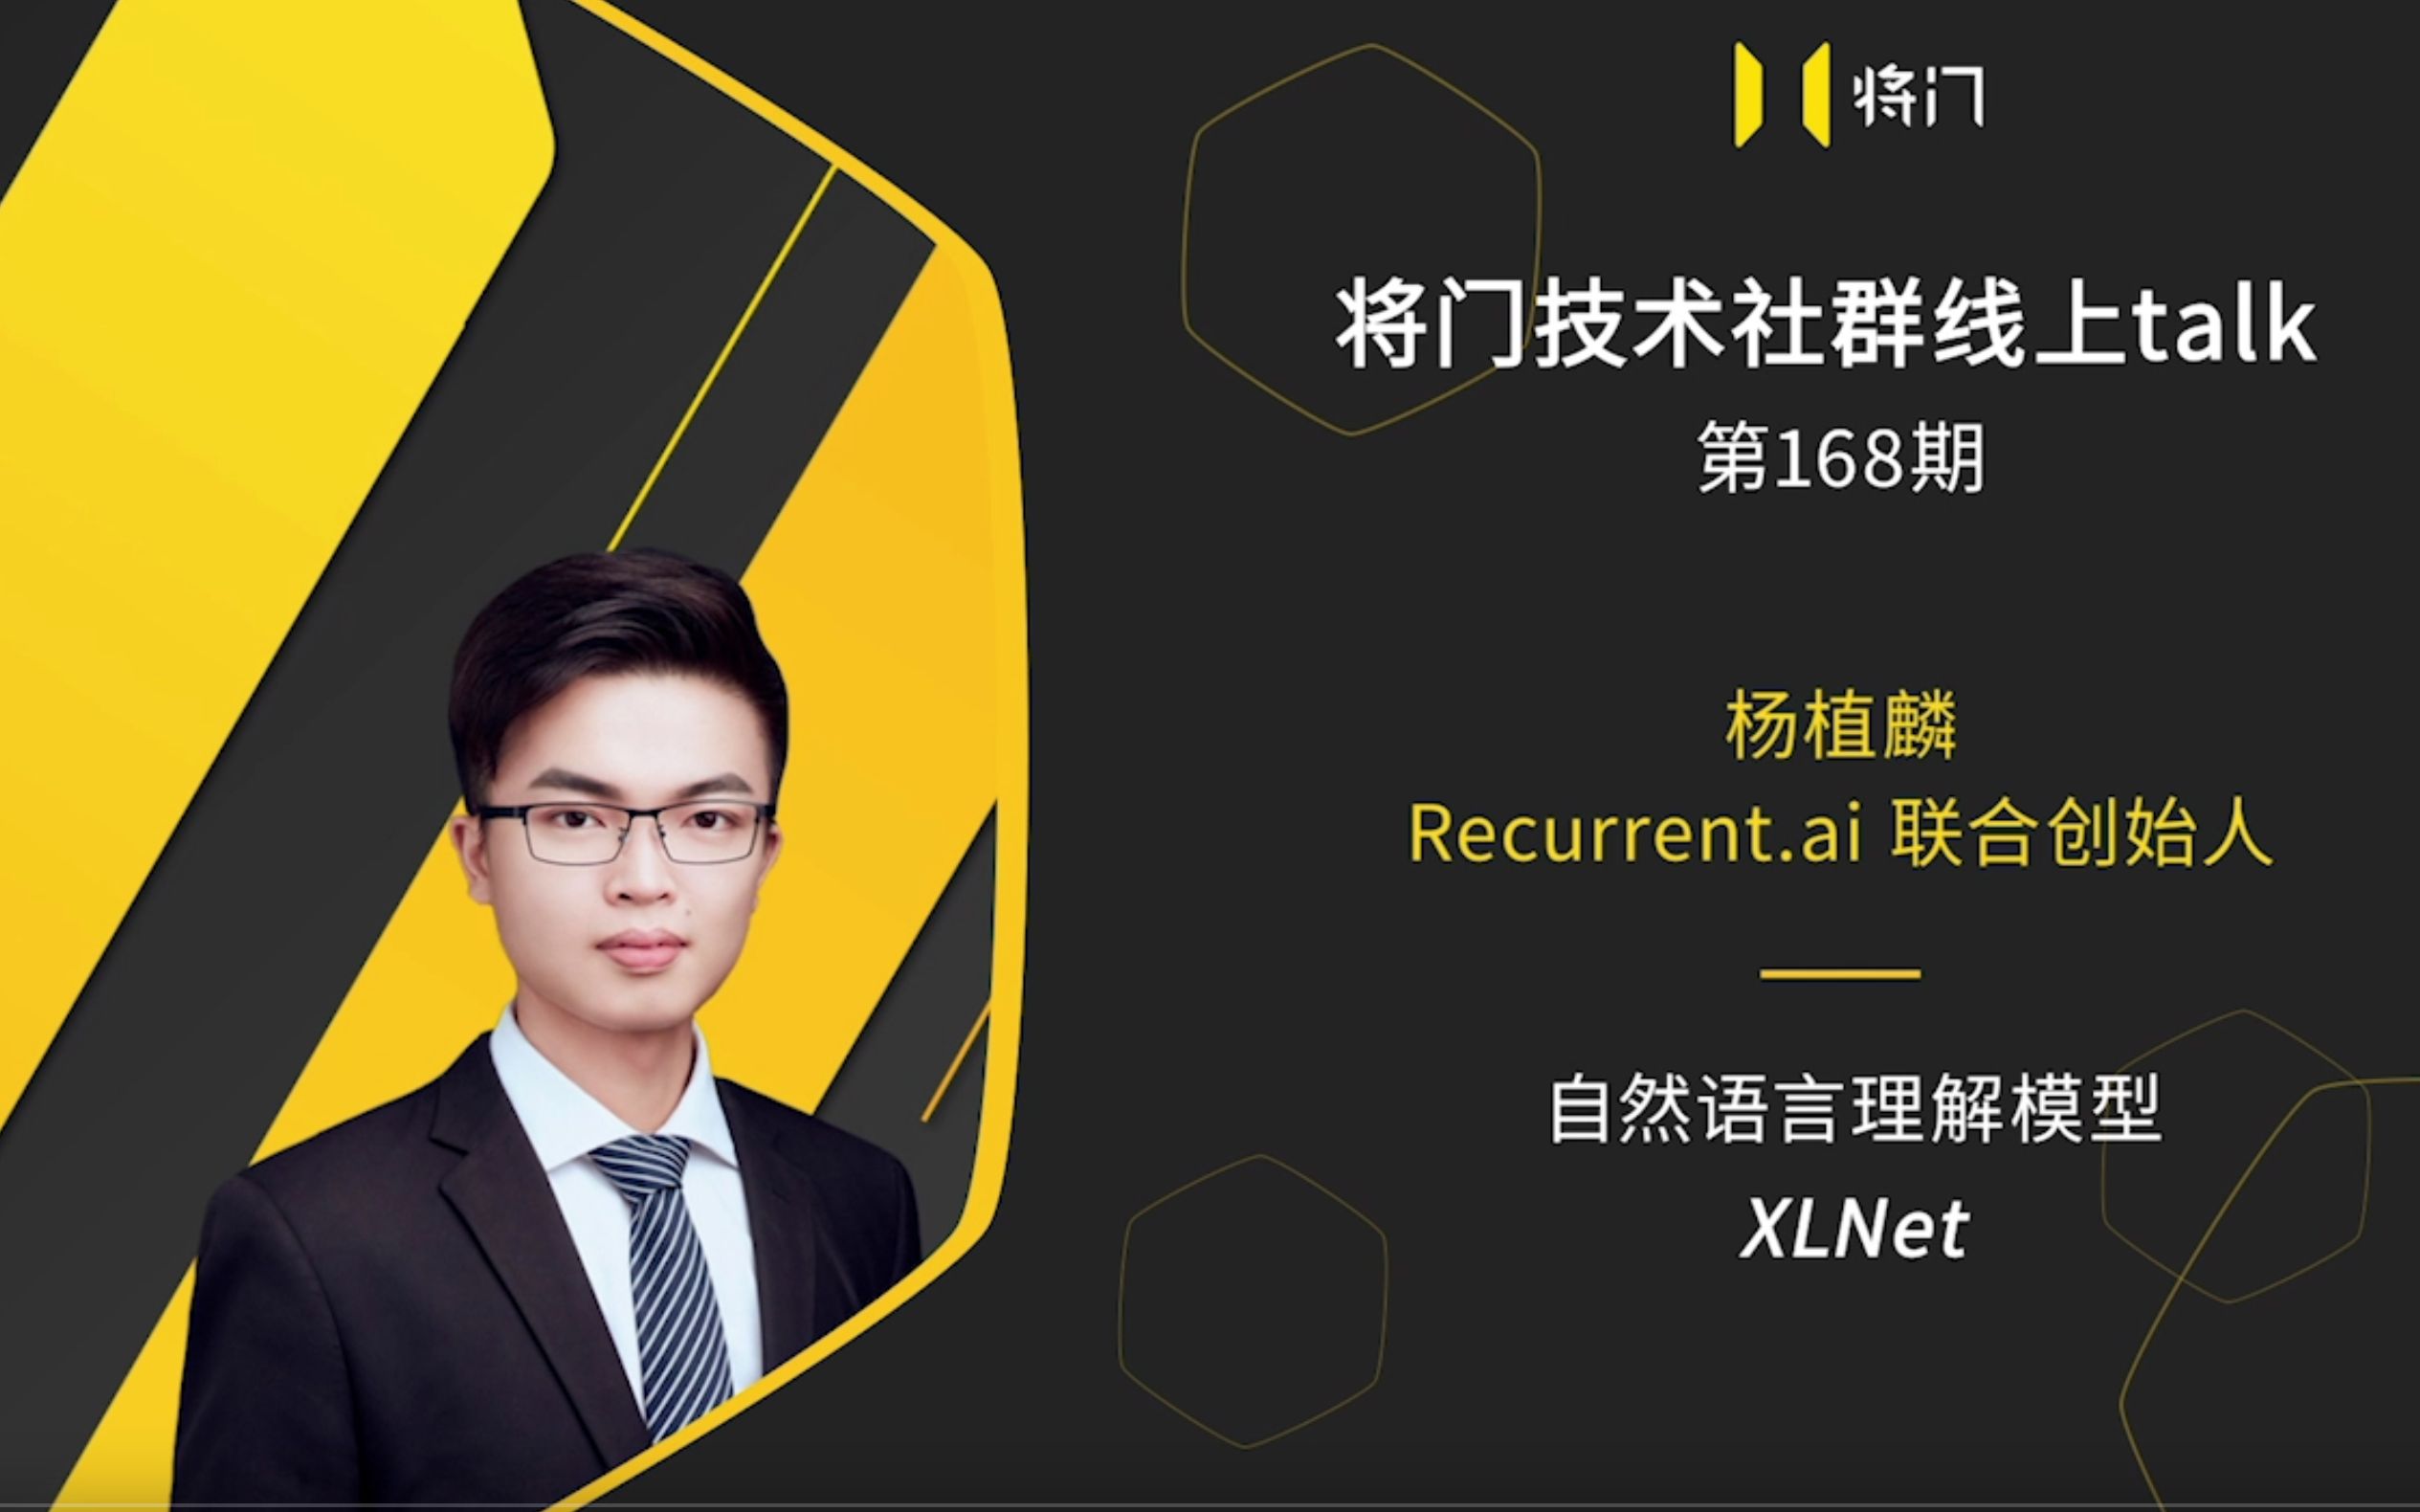 将门
将门技术社群线上talk
第168期
杨植麟
Recurrent.ai 联合创始人
自然语言理解模型
XLNet